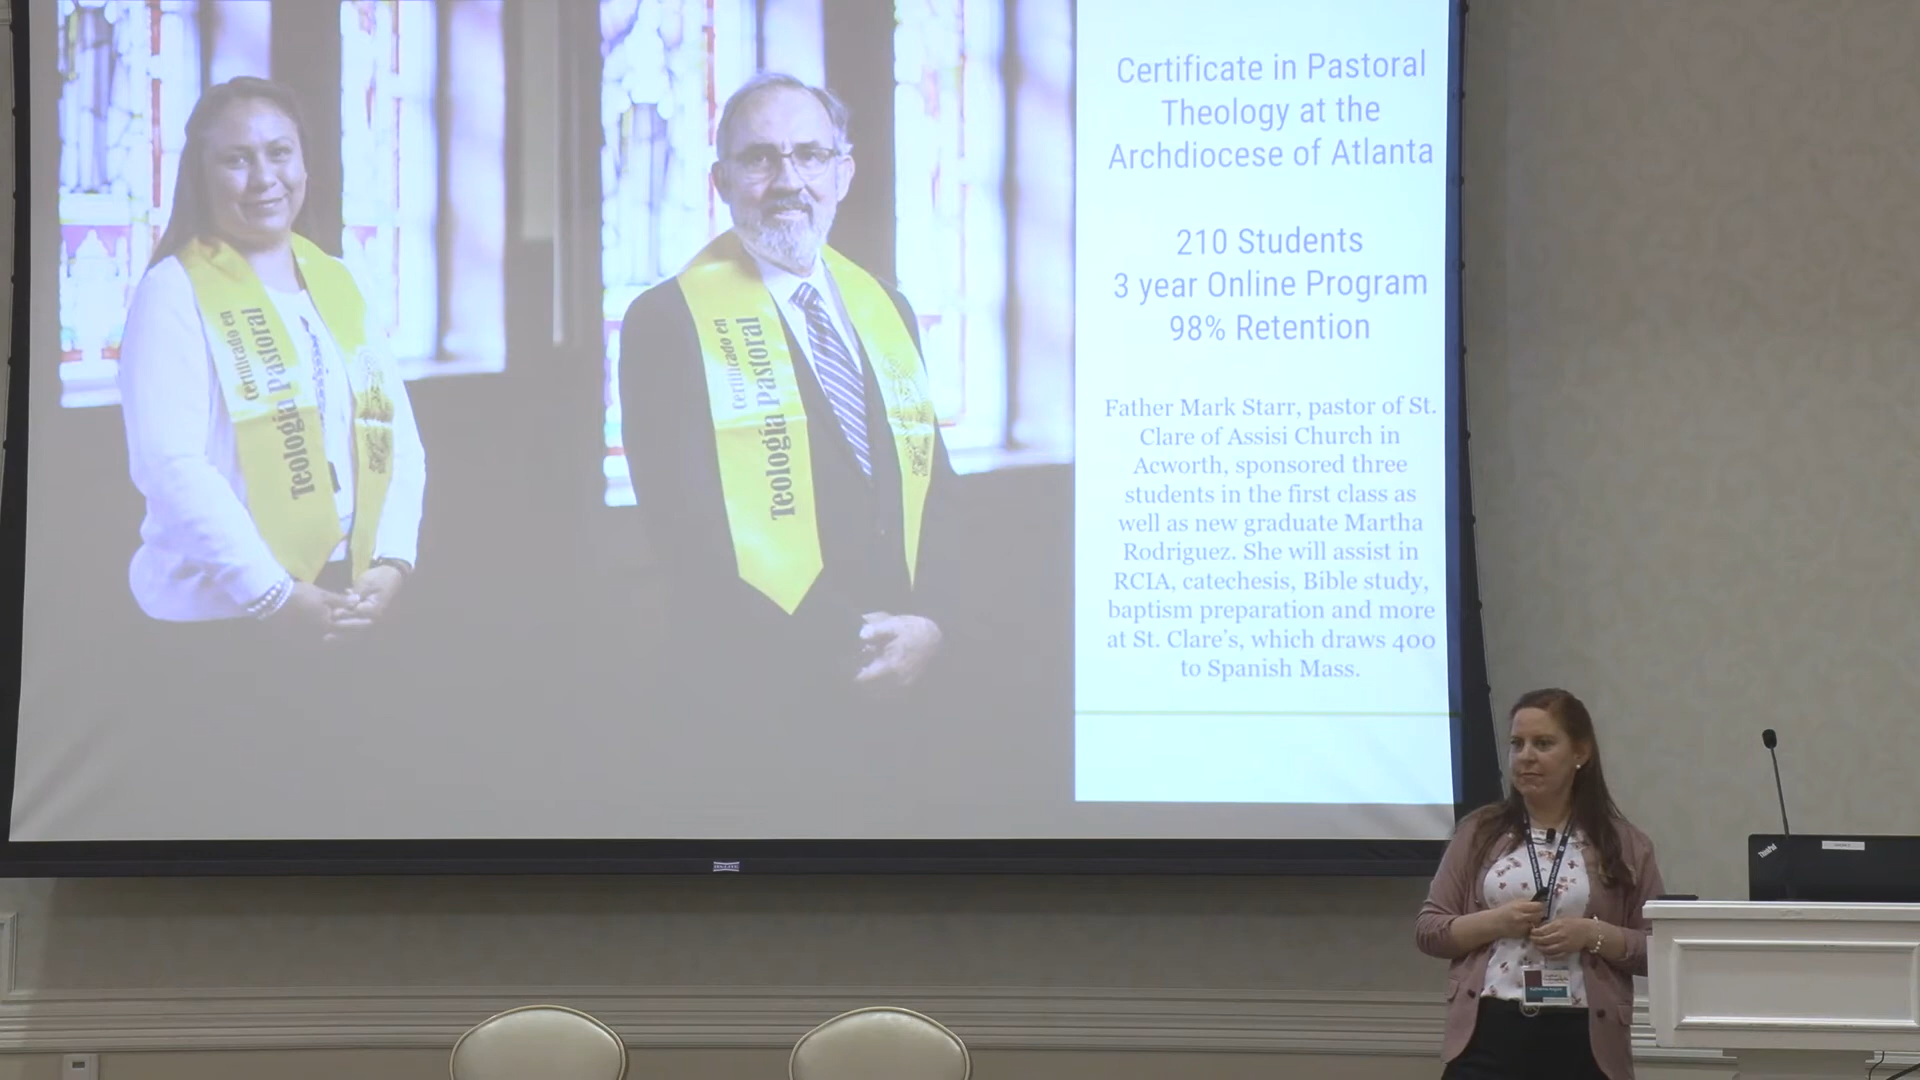 Certificate in Pastoral
Theology at the
Archdiocese of Atlanta
210 Students
3 year Online Program
98% Retention
Father Mark Starr, pastor of St.
Clare of Assisi Church in
Acworth, sponsored three
students in the first class as
well as new graduate Martha
Rodriguez. She will assist in
RCIA, catechesis, Bible study,
baptism preparation and more
at St. Clare's, which draws 400
to Spanish Mass.
Certificado en
Teología Pastoral
Certificado en
Teología Pastoral
ThinkPad